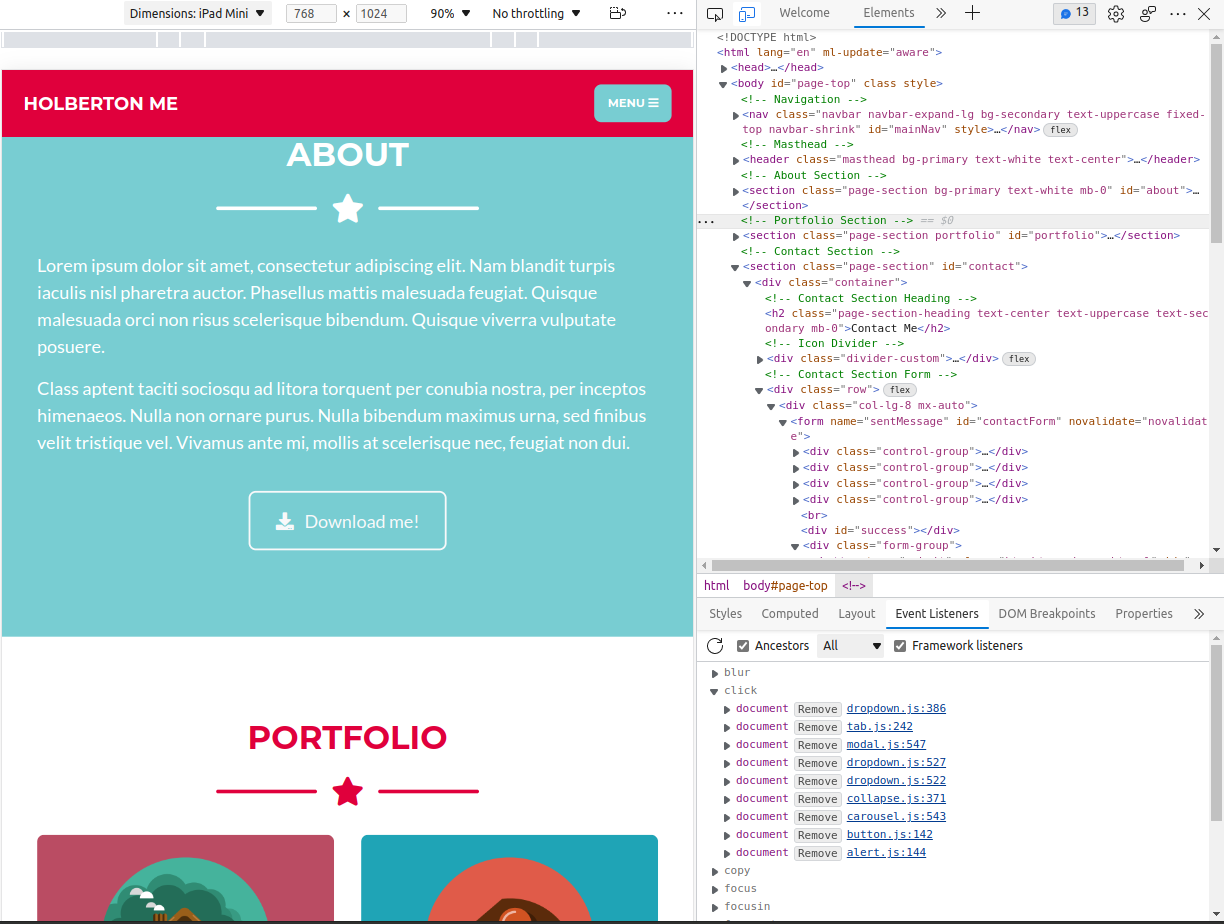 Dimensions: iPad Mini ▼ 768 × 1024 90% ▼ No throttling ▼
HOLBERTON ME
MENU
ABOUT
Lorem ipsum dolor sit amet, consectetur adipiscing elit. Nam blandit turpis
iaculis nisl pharetra auctor. Phasellus mattis malesuada feugiat. Quisque
malesuada orci non risus scelerisque bibendum. Quisque viverra vulputate
posuere.
Class aptent taciti sociosqu ad litora torquent per conubia nostra, per inceptos
himenaeos. Nulla non ornare purus. Nulla bibendum maximus urna, sed finibus
velit tristique vel. Vivamus ante mi, mollis at scelerisque nec, feugiat non dui.
Download me!
PORTFOLIO
Welcome Elements 13
<!DOCTYPE html>
<html lang="en" ml-update="aware">
<head>…</head>
<body id="page-top" class style>
<!-- Navigation -->
<nav class="navbar navbar-expand-lg bg-secondary text-uppercase fixed-
top navbar-shrink" id="mainNav" style>…</nav> flex
<!-- Masthead -->
<header class="masthead bg-primary text-white text-center">…</header>
<!-- About Section -->
<section class="page-section bg-primary text-white mb-0" id="about">…
</section>
<!-- Portfolio Section --> == $0
<section class="page-section portfolio" id="portfolio">…</section>
<!-- Contact Section -->
<section class="page-section" id="contact">
<div class="container">
<!-- Contact Section Heading -->
<h2 class="page-section-heading text-center text-uppercase text-sec
ondary mb-0">Contact Me</h2>
<!-- Icon Divider -->
<div class="divider-custom">…</div> flex
<!-- Contact Section Form -->
<div class="row"> flex
<div class="col-lg-8 mx-auto">
<form name="sentMessage" id="contactForm" novalidate="novalidat
e">
<div class="control-group">…</div>
<div class="control-group">…</div>
<div class="control-group">…</div>
<div class="control-group">…</div>
<br>
<div id="success"></div>
<div class="form-group">
html body#page-top <!-->
Styles Computed Layout Event Listeners DOM Breakpoints Properties
Ancestors All Framework listeners
blur
click
document Remove dropdown.js:386
document Remove tab.js:242
document Remove modal.js:547
document Remove dropdown.js:527
document Remove dropdown.js:522
document Remove collapse.js:371
document Remove carousel.js:543
document Remove button.js:142
document Remove alert.js:144
copy
focus
focusin